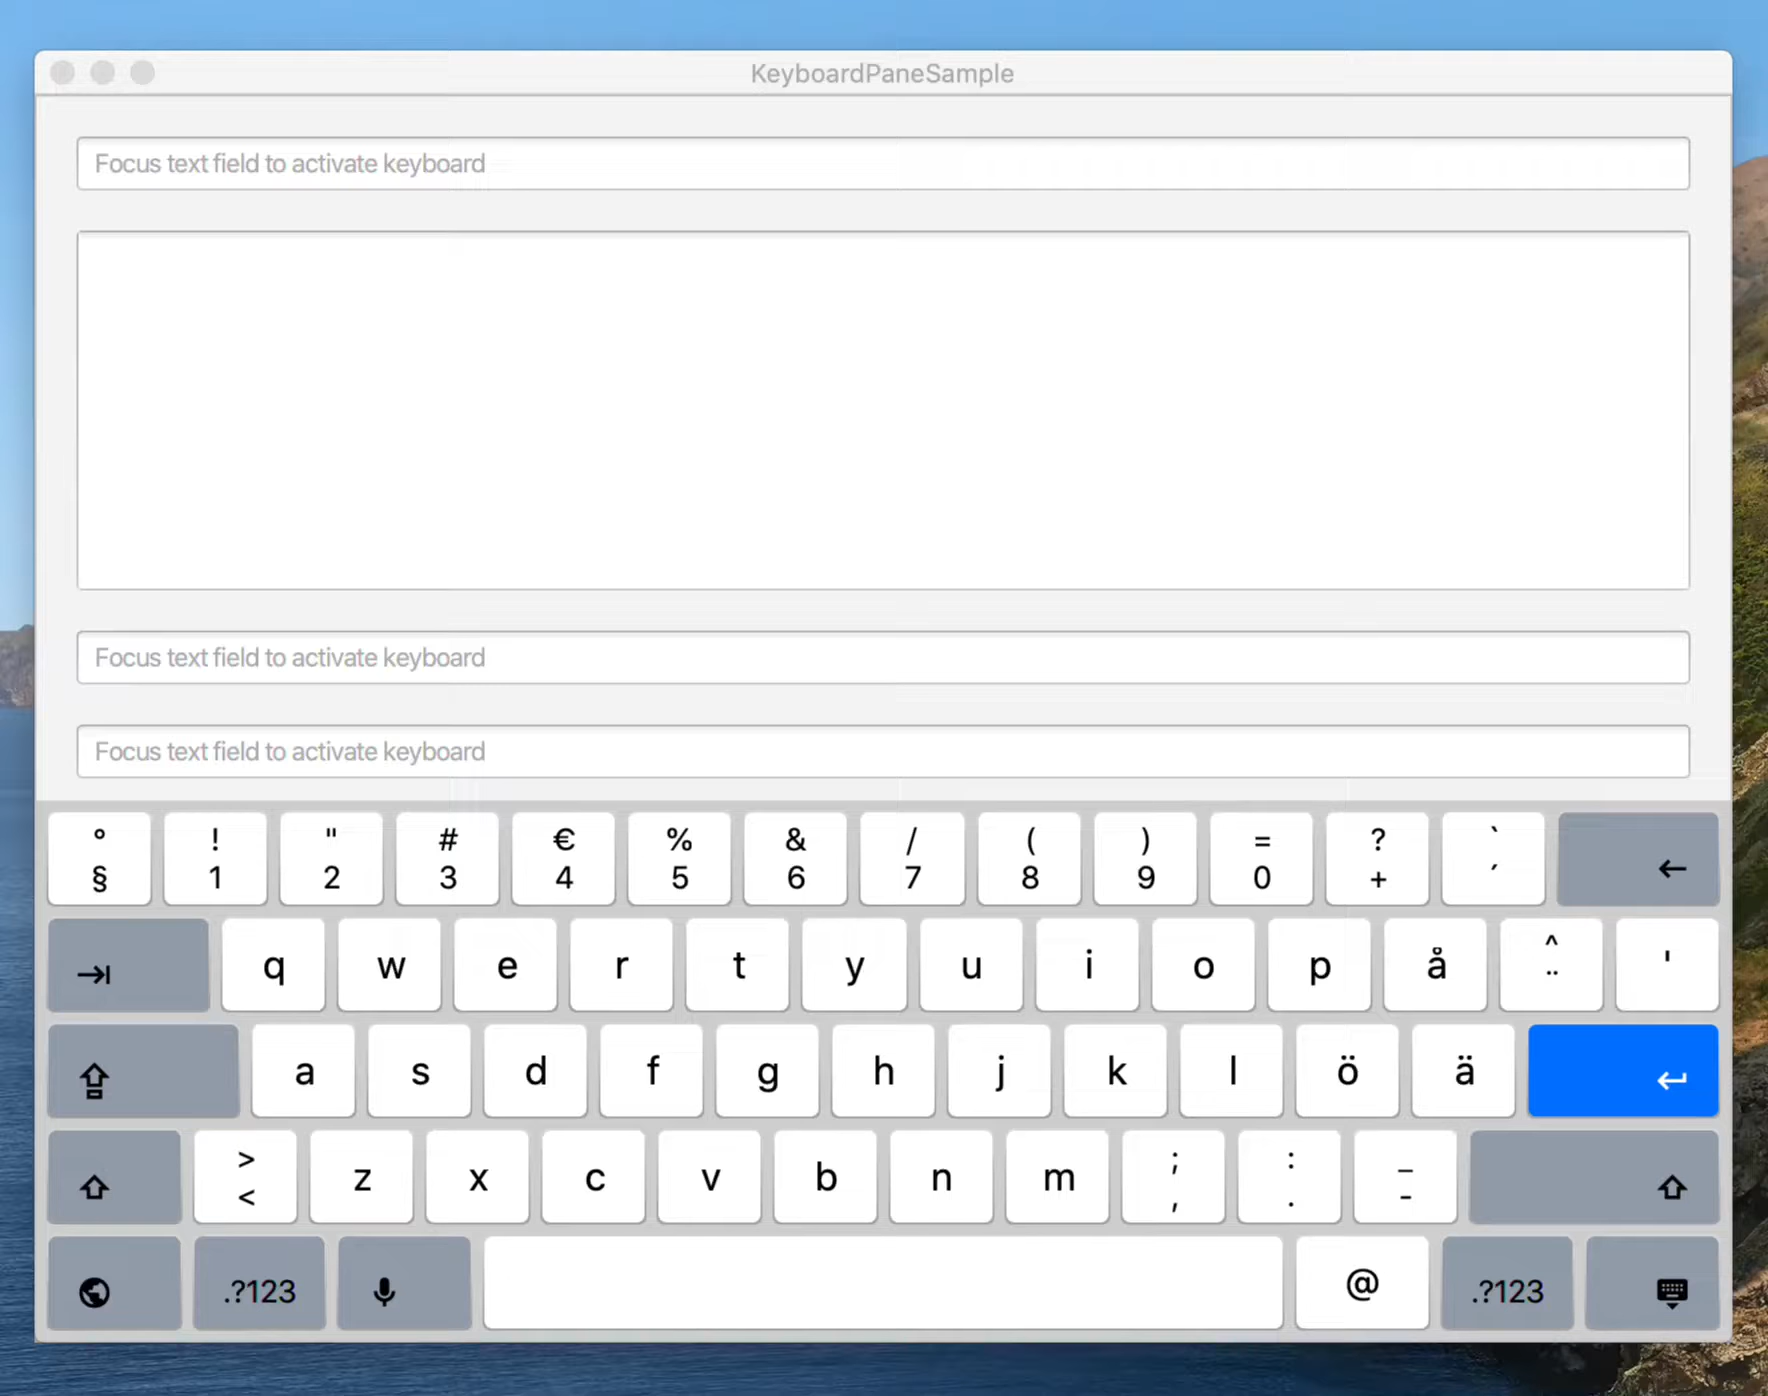 KeyboardPaneSample
Focus text field to activate keyboard
Focus text field to activate keyboard
Focus text field to activate keyboard
° ! " # € % & / ( ) = ? `
§ 1 2 3 4 5 6 7 8 9 0 + ´
q w e r t y u i o p å ^ ¨ '
a s d f g h j k l ö ä
> ; : _
< z x c v b n m , . -
.?123 @ .?123